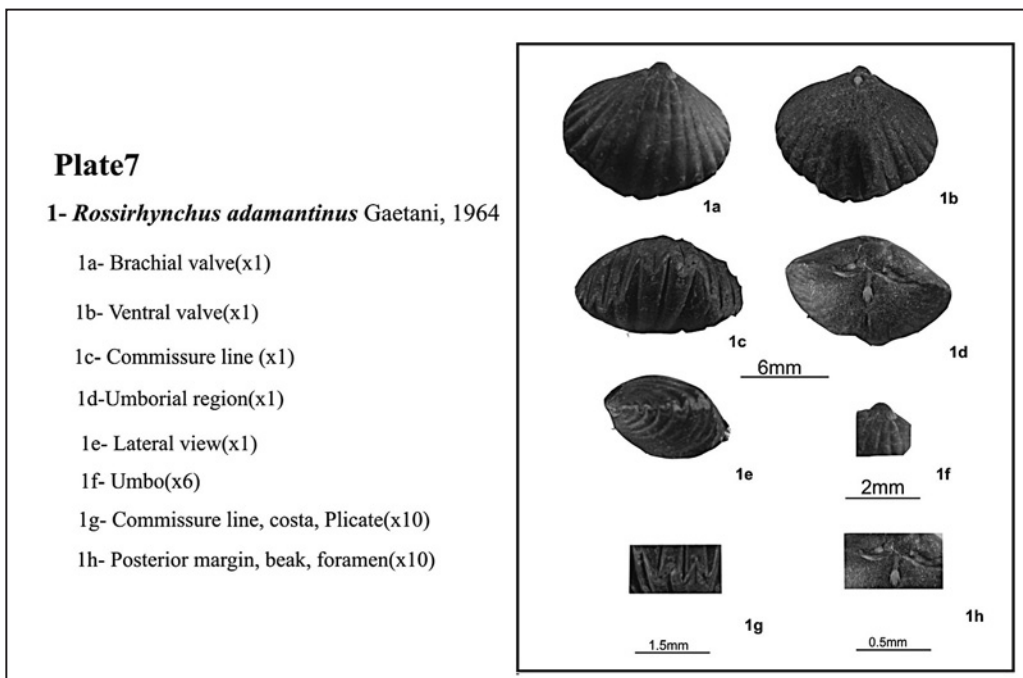 Plate7
1- Rossirhynchus adamantinus Gaetani, 1964
1a- Brachial valve(x1)
1b- Ventral valve(x1)
1c- Commissure line (x1)
1d-Umborial region(x1)
1e- Lateral view(x1)
1f- Umbo(x6)
1g- Commissure line, costa, Plicate(x10)
1h- Posterior margin, beak, foramen(x10)
1a
1b
1c
1d
6mm
1e
1f
2mm
1g
1h
1.5mm
0.5mm